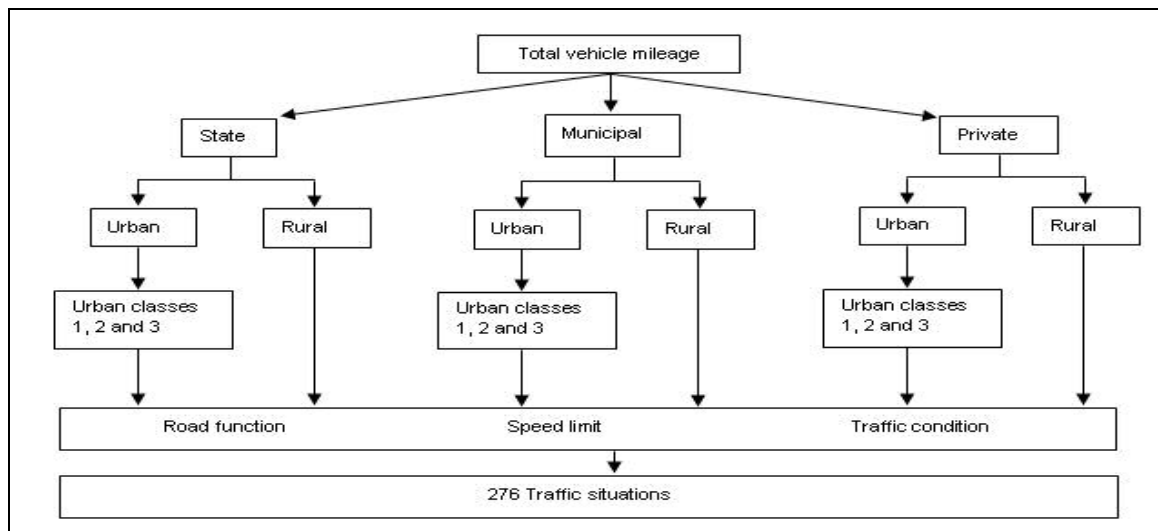 Total vehicle mileage
State
Municipal
Private
Urban
Rural
Urban
Rural
Urban
Rural
Urban classes
1, 2 and 3
Urban classes
1, 2 and 3
Urban classes
1, 2 and 3
Road function
Speed limit
Traffic condition
276 Traffic situations